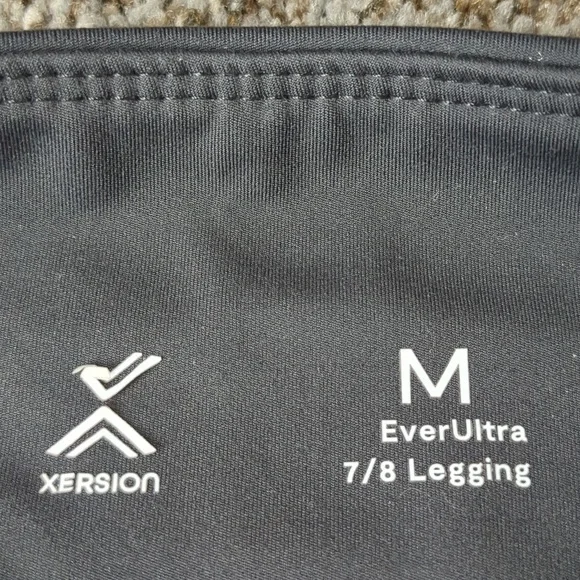 XERSION
M
EverUltra
7/8 Legging